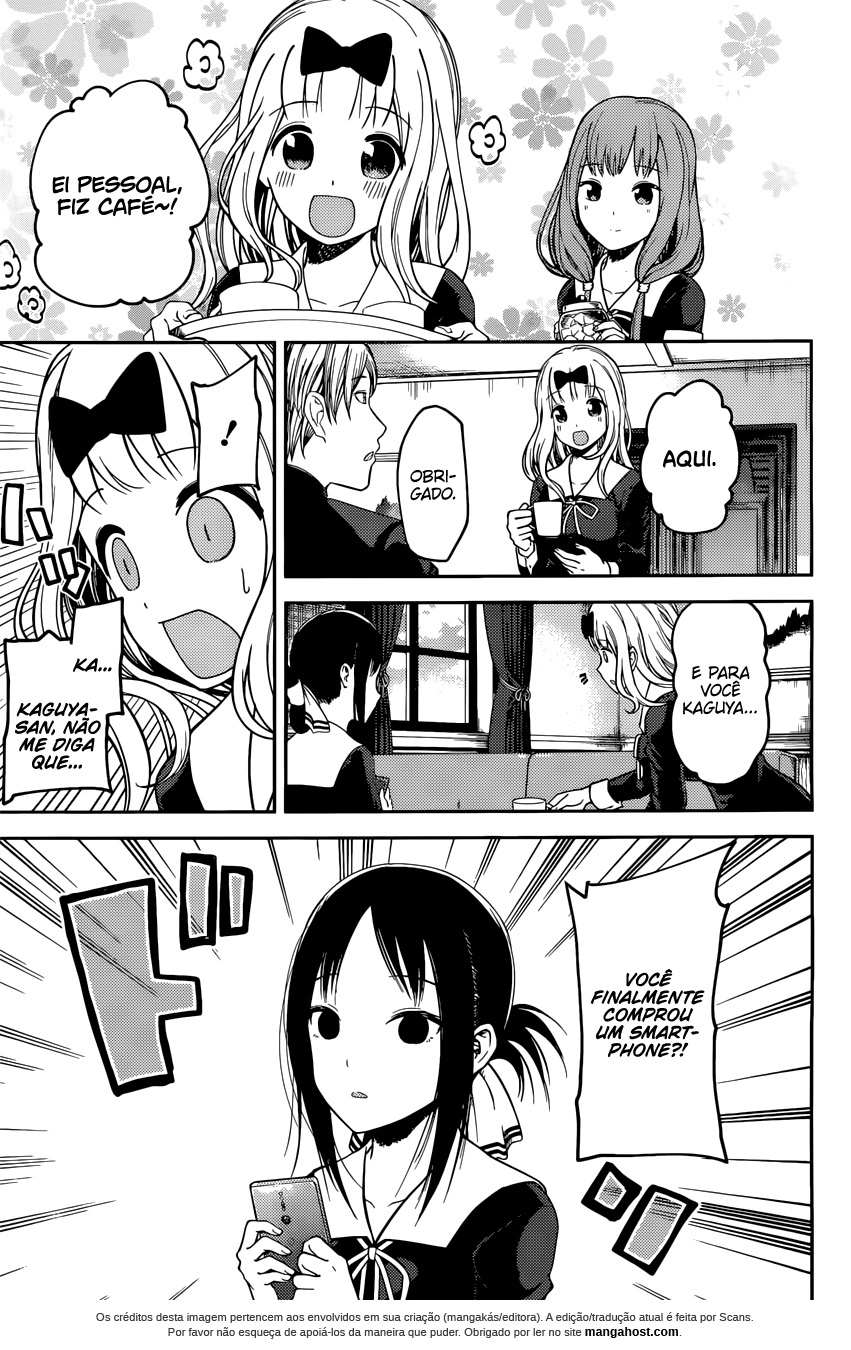 EI PESSOAL,
FIZ CAFÉ~!
AQUI.
OBRI-
GADO.
E PARA
VOCÊ
KAGUYA...
!
KA...
KAGUYA-
SAN, NÃO
ME DIGA
QUE...
VOCÊ
FINALMENTE
COMPROU
UM SMART-
PHONE?!
ド
Os créditos desta imagem pertencem aos envolvidos em sua criação (mangakás/editora). A edição/tradução atual é feita por Scans.
Por favor não esqueça de apoiá-los da maneira que puder. Obrigado por ler no site mangahost.com.